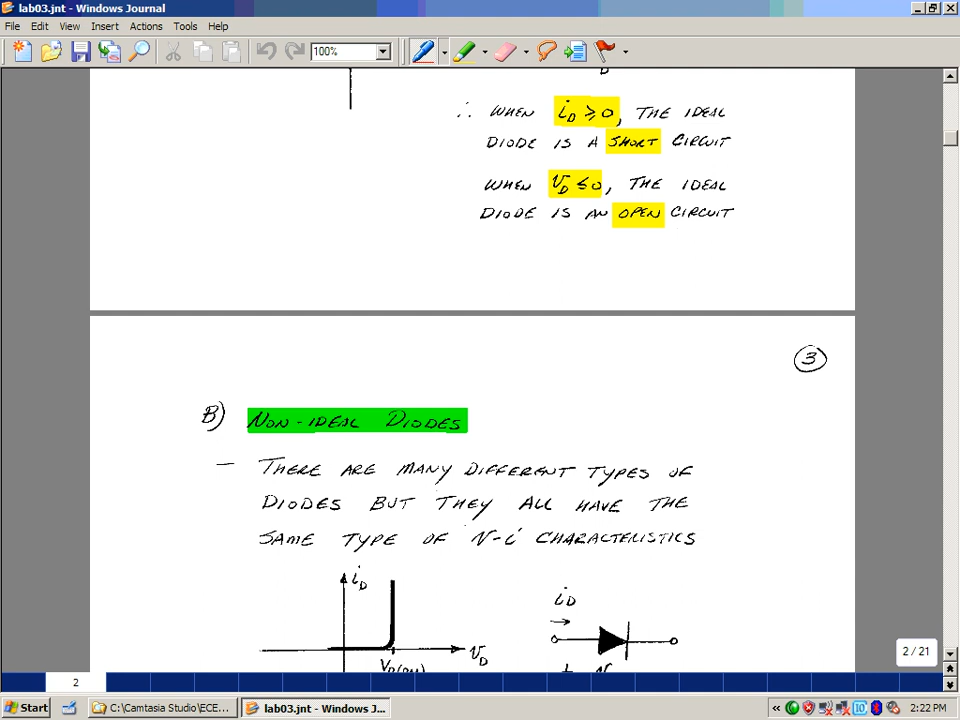 lab03.jnt - Windows Journal
File Edit View Insert Actions Tools Help
100%
D
∴ WHEN iD ≥ 0, THE IDEAL
DIODE IS A SHORT CIRCUIT
WHEN VD ≤ 0, THE IDEAL
DIODE IS AN OPEN CIRCUIT
3
B) NON-IDEAL DIODES
— THERE ARE MANY DIFFERENT TYPES OF
DIODES BUT THEY ALL HAVE THE
SAME TYPE OF V-i CHARACTERISTICS
iD
iD
VD
VD(ON)
2 / 21
2
Start C:\Camtasia Studio\ECE... lab03.jnt - Windows J... 2:22 PM